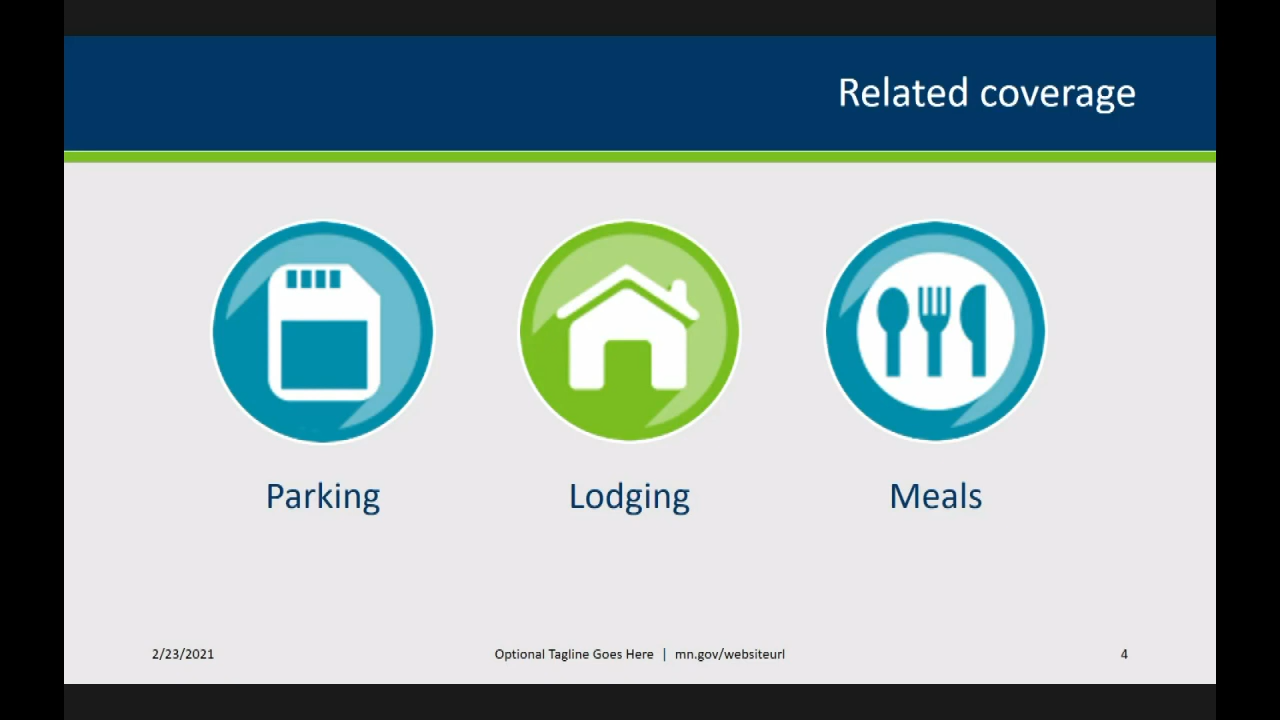 Related coverage
Parking
Lodging
Meals
2/23/2021
Optional Tagline Goes Here | mn.gov/websiteurl
4